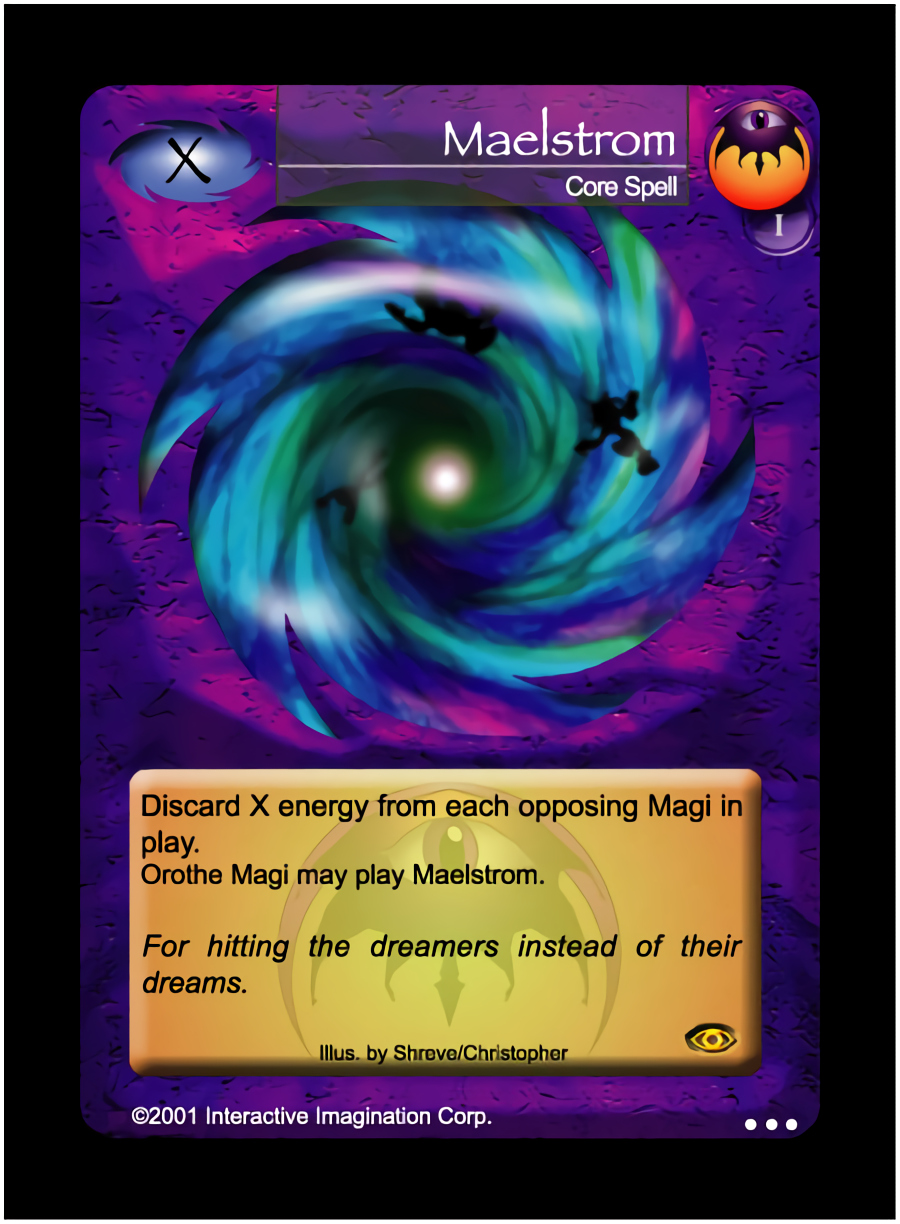 X
Maelstrom
Core Spell
I
Discard X energy from each opposing Magi in
play.
Orothe Magi may play Maelstrom.
For hitting the dreamers instead of their
dreams.
Illus. by Shreve/Christopher
©2001 Interactive Imagination Corp.